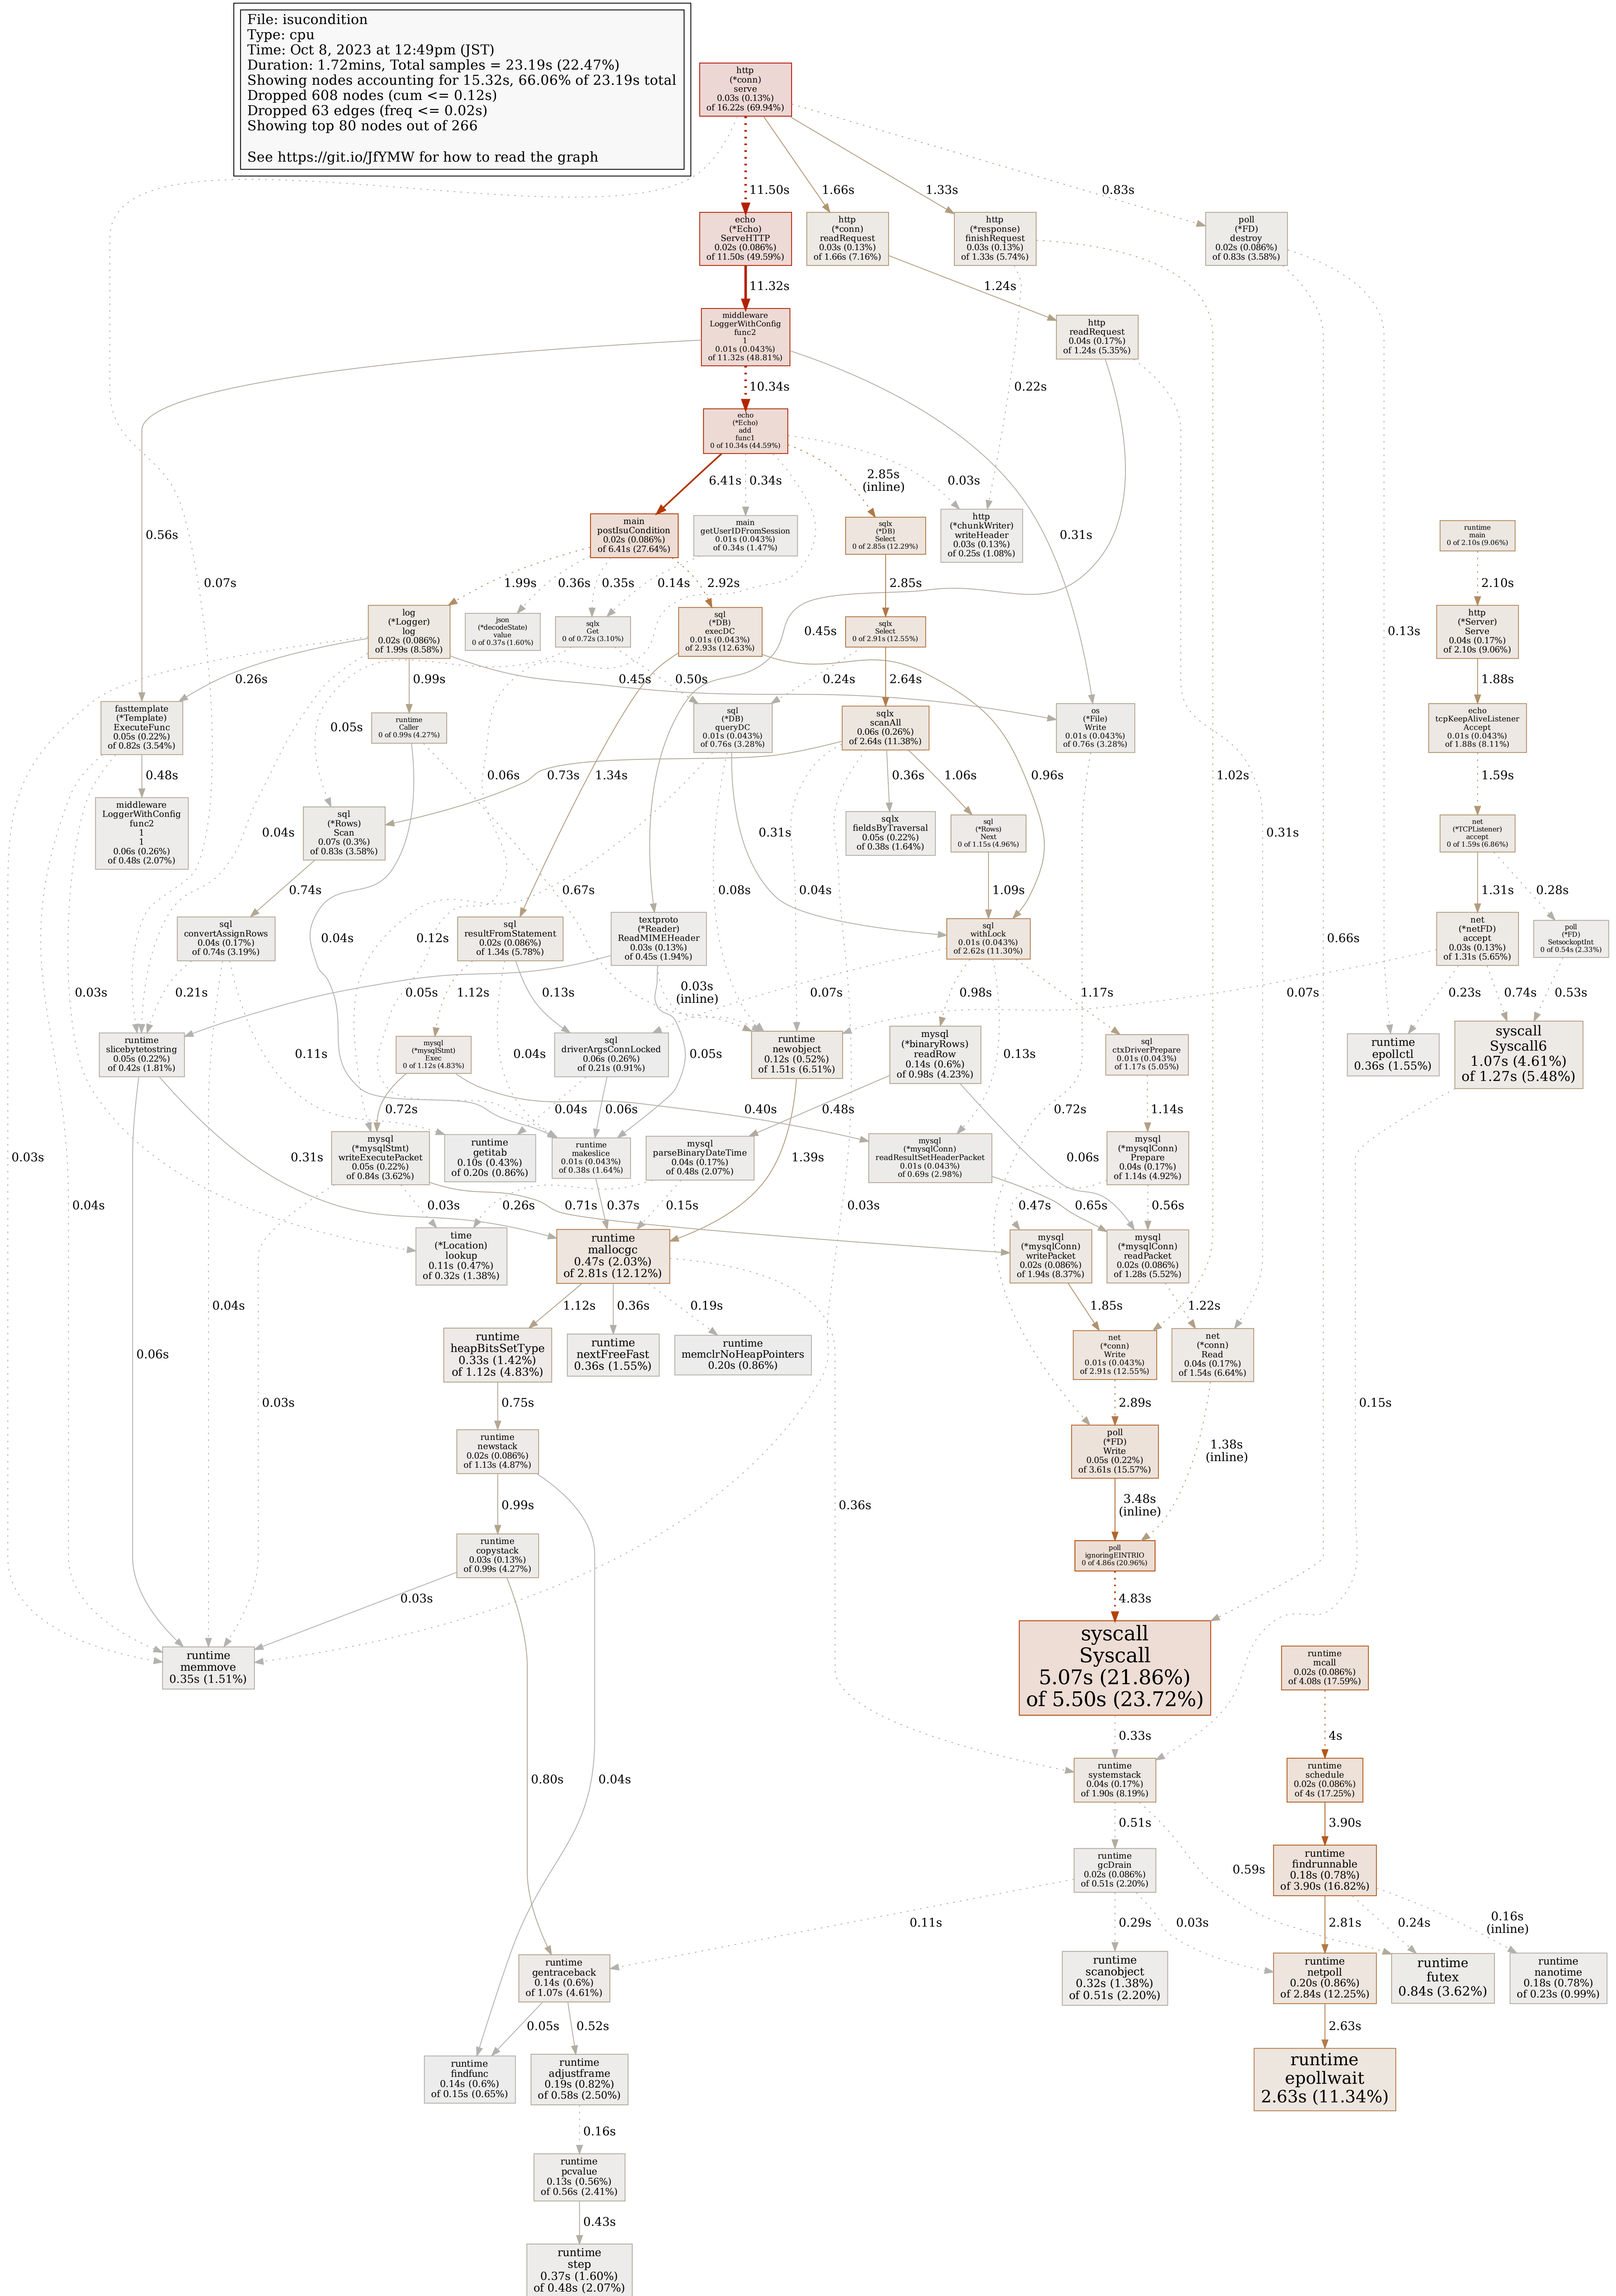 File: isucondition
Type: cpu
Time: Oct 8, 2023 at 12:49pm (JST)
Duration: 1.72mins, Total samples = 23.19s (22.47%)
Showing nodes accounting for 15.32s, 66.06% of 23.19s total
Dropped 608 nodes (cum <= 0.12s)
Dropped 63 edges (freq <= 0.02s)
Showing top 80 nodes out of 266
See https://git.io/JfYMW for how to read the graph
http
(*conn)
serve
0.03s (0.13%)
of 16.22s (69.94%)
11.50s
1.66s
1.33s
0.83s
echo
(*Echo)
ServeHTTP
0.02s (0.086%)
of 11.50s (49.59%)
http
(*conn)
readRequest
0.03s (0.13%)
of 1.66s (7.16%)
http
(*response)
finishRequest
0.03s (0.13%)
of 1.33s (5.74%)
poll
(*FD)
destroy
0.02s (0.086%)
of 0.83s (3.58%)
11.32s
1.24s
middleware
LoggerWithConfig
func2
1
0.01s (0.043%)
of 11.32s (48.81%)
http
readRequest
0.04s (0.17%)
of 1.24s (5.35%)
10.34s
0.22s
echo
(*Echo)
add
func1
0 of 10.34s (44.59%)
6.41s
0.34s
2.85s
(inline)
0.03s
0.56s
0.07s
0.31s
main
postIsuCondition
0.02s (0.086%)
of 6.41s (27.64%)
main
getUserIDFromSession
0.01s (0.043%)
of 0.34s (1.47%)
sqlx
(*DB)
Select
0 of 2.85s (12.29%)
http
(*chunkWriter)
writeHeader
0.03s (0.13%)
of 0.25s (1.08%)
runtime
main
0 of 2.10s (9.06%)
1.99s
0.36s
0.35s
0.14s
2.92s
2.85s
2.10s
log
(*Logger)
log
0.02s (0.086%)
of 1.99s (8.58%)
json
(*decodeState)
value
0 of 0.37s (1.60%)
sqlx
Get
0 of 0.72s (3.10%)
sql
(*DB)
execDC
0.01s (0.043%)
of 2.93s (12.63%)
sqlx
Select
0 of 2.91s (12.55%)
http
(*Server)
Serve
0.04s (0.17%)
of 2.10s (9.06%)
0.45s
0.13s
0.26s
0.99s
0.45s
0.50s
0.24s
2.64s
1.88s
fasttemplate
(*Template)
ExecuteFunc
0.05s (0.22%)
of 0.82s (3.54%)
runtime
Caller
0 of 0.99s (4.27%)
sql
(*DB)
queryDC
0.01s (0.043%)
of 0.76s (3.28%)
sqlx
scanAll
0.06s (0.26%)
of 2.64s (11.38%)
os
(*File)
Write
0.01s (0.043%)
of 0.76s (3.28%)
echo
tcpKeepAliveListener
Accept
0.01s (0.043%)
of 1.88s (8.11%)
0.05s
0.48s
0.06s
0.73s
1.34s
0.36s
1.06s
0.96s
1.02s
1.59s
middleware
LoggerWithConfig
func2
1
1
0.06s (0.26%)
of 0.48s (2.07%)
sql
(*Rows)
Scan
0.07s (0.3%)
of 0.83s (3.58%)
sqlx
fieldsByTraversal
0.05s (0.22%)
of 0.38s (1.64%)
sql
(*Rows)
Next
0 of 1.15s (4.96%)
net
(*TCPListener)
accept
0 of 1.59s (6.86%)
0.04s
0.31s
0.31s
0.74s
0.67s
0.08s
0.04s
1.09s
1.31s
0.28s
sql
convertAssignRows
0.04s (0.17%)
of 0.74s (3.19%)
sql
resultFromStatement
0.02s (0.086%)
of 1.34s (5.78%)
textproto
(*Reader)
ReadMIMEHeader
0.03s (0.13%)
of 0.45s (1.94%)
sql
withLock
0.01s (0.043%)
of 2.62s (11.30%)
net
(*netFD)
accept
0.03s (0.13%)
of 1.31s (5.65%)
poll
(*FD)
SetsockoptInt
0 of 0.54s (2.33%)
0.04s
0.12s
0.66s
0.03s
0.21s
0.05s
1.12s
0.13s
0.03s
(inline)
0.07s
0.98s
1.17s
0.07s
0.23s
0.74s
0.53s
runtime
slicebytetostring
0.05s (0.22%)
of 0.42s (1.81%)
mysql
(*mysqlStmt)
Exec
0 of 1.12s (4.83%)
sql
driverArgsConnLocked
0.06s (0.26%)
of 0.21s (0.91%)
runtime
newobject
0.12s (0.52%)
of 1.51s (6.51%)
mysql
(*binaryRows)
readRow
0.14s (0.6%)
of 0.98s (4.23%)
sql
ctxDriverPrepare
0.01s (0.043%)
of 1.17s (5.05%)
runtime
epollctl
0.36s (1.55%)
syscall
Syscall6
1.07s (4.61%)
of 1.27s (5.48%)
0.11s
0.04s
0.05s
0.13s
0.72s
0.04s
0.06s
0.40s
0.48s
0.72s
1.14s
mysql
(*mysqlStmt)
writeExecutePacket
0.05s (0.22%)
of 0.84s (3.62%)
runtime
getitab
0.10s (0.43%)
of 0.20s (0.86%)
runtime
makeslice
0.01s (0.043%)
of 0.38s (1.64%)
mysql
parseBinaryDateTime
0.04s (0.17%)
of 0.48s (2.07%)
mysql
(*mysqlConn)
readResultSetHeaderPacket
0.01s (0.043%)
of 0.69s (2.98%)
mysql
(*mysqlConn)
Prepare
0.04s (0.17%)
of 1.14s (4.92%)
0.03s
0.31s
1.39s
0.06s
0.04s
0.03s
0.26s
0.71s
0.37s
0.15s
0.03s
0.47s
0.65s
0.56s
time
(*Location)
lookup
0.11s (0.47%)
of 0.32s (1.38%)
runtime
mallocgc
0.47s (2.03%)
of 2.81s (12.12%)
mysql
(*mysqlConn)
writePacket
0.02s (0.086%)
of 1.94s (8.37%)
mysql
(*mysqlConn)
readPacket
0.02s (0.086%)
of 1.28s (5.52%)
0.04s
1.12s
0.36s
0.19s
1.85s
1.22s
runtime
heapBitsSetType
0.33s (1.42%)
of 1.12s (4.83%)
runtime
nextFreeFast
0.36s (1.55%)
runtime
memclrNoHeapPointers
0.20s (0.86%)
net
(*conn)
Write
0.01s (0.043%)
of 2.91s (12.55%)
net
(*conn)
Read
0.04s (0.17%)
of 1.54s (6.64%)
0.06s
0.03s
0.75s
2.89s
0.15s
runtime
newstack
0.02s (0.086%)
of 1.13s (4.87%)
poll
(*FD)
Write
0.05s (0.22%)
of 3.61s (15.57%)
1.38s
(inline)
0.99s
0.36s
3.48s
(inline)
runtime
copystack
0.03s (0.13%)
of 0.99s (4.27%)
poll
ignoringEINTRIO
0 of 4.86s (20.96%)
0.03s
4.83s
runtime
memmove
0.35s (1.51%)
syscall
Syscall
5.07s (21.86%)
of 5.50s (23.72%)
runtime
mcall
0.02s (0.086%)
of 4.08s (17.59%)
0.33s
4s
0.80s
0.04s
runtime
systemstack
0.04s (0.17%)
of 1.90s (8.19%)
runtime
schedule
0.02s (0.086%)
of 4s (17.25%)
0.51s
3.90s
runtime
gcDrain
0.02s (0.086%)
of 0.51s (2.20%)
0.59s
runtime
findrunnable
0.18s (0.78%)
of 3.90s (16.82%)
0.11s
0.29s
0.03s
2.81s
0.24s
0.16s
(inline)
runtime
gentraceback
0.14s (0.6%)
of 1.07s (4.61%)
runtime
scanobject
0.32s (1.38%)
of 0.51s (2.20%)
runtime
netpoll
0.20s (0.86%)
of 2.84s (12.25%)
runtime
futex
0.84s (3.62%)
runtime
nanotime
0.18s (0.78%)
of 0.23s (0.99%)
0.05s
0.52s
2.63s
runtime
findfunc
0.14s (0.6%)
of 0.15s (0.65%)
runtime
adjustframe
0.19s (0.82%)
of 0.58s (2.50%)
runtime
epollwait
2.63s (11.34%)
0.16s
runtime
pcvalue
0.13s (0.56%)
of 0.56s (2.41%)
0.43s
runtime
step
0.37s (1.60%)
of 0.48s (2.07%)